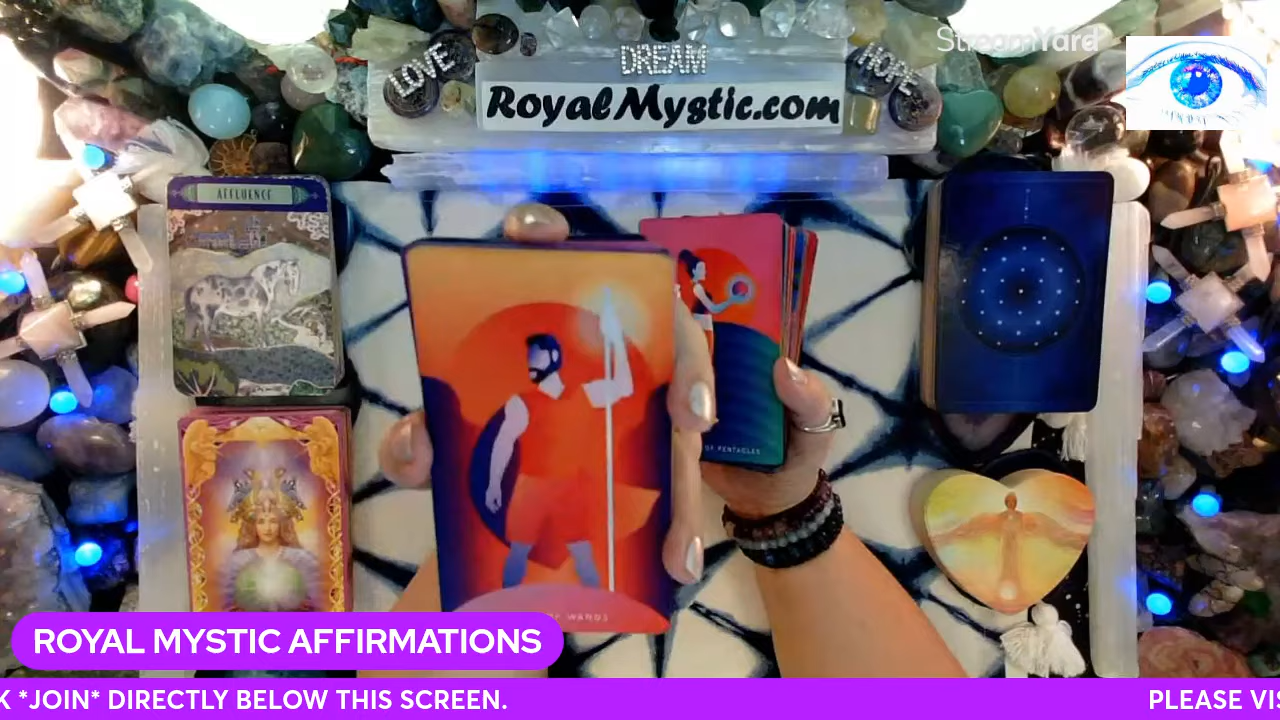 StreamYard
LOVE
DREAM
HOPE
RoyalMystic.com
AFFLUENCE
OF PENTACLES
WANDS
ROYAL MYSTIC AFFIRMATIONS
K *JOIN* DIRECTLY BELOW THIS SCREEN.
PLEASE VIS